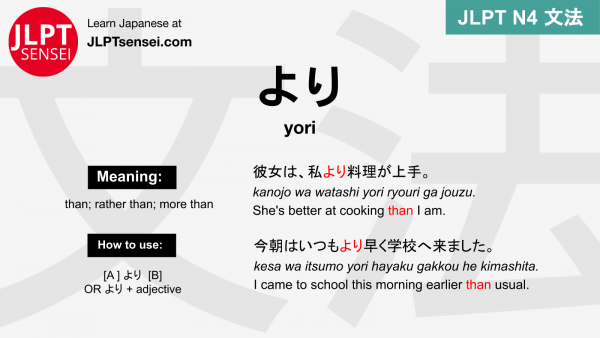 JLPT
SENSEI
Learn Japanese at
JLPTsensei.com
JLPT N4 文法
文法
より
yori
Meaning:
than; rather than; more than
How to use:
[A ] より [B]
OR より + adjective
彼女は、私より料理が上手。
kanojo wa watashi yori ryouri ga jouzu.
She's better at cooking than I am.
今朝はいつもより早く学校へ来ました。
kesa wa itsumo yori hayaku gakkou he kimashita.
I came to school this morning earlier than usual.